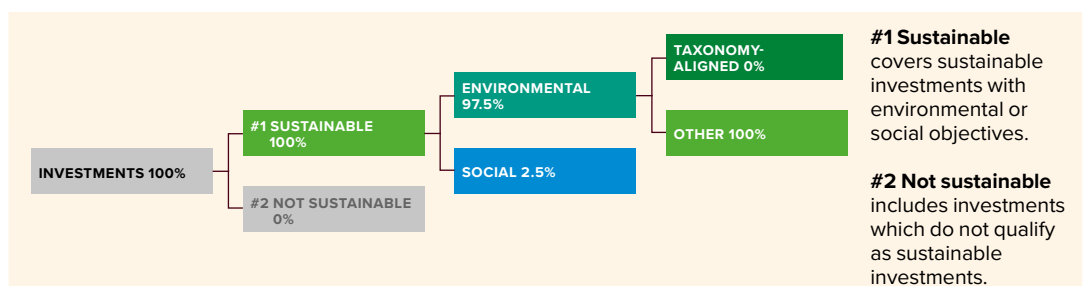 INVESTMENTS 100%
#1 SUSTAINABLE
100%
#2 NOT SUSTAINABLE
0%
ENVIRONMENTAL
97.5%
SOCIAL 2.5%
TAXONOMY-
ALIGNED 0%
OTHER 100%
#1 Sustainable
covers sustainable
investments with
environmental or
social objectives.
#2 Not sustainable
includes investments
which do not qualify
as sustainable
investments.